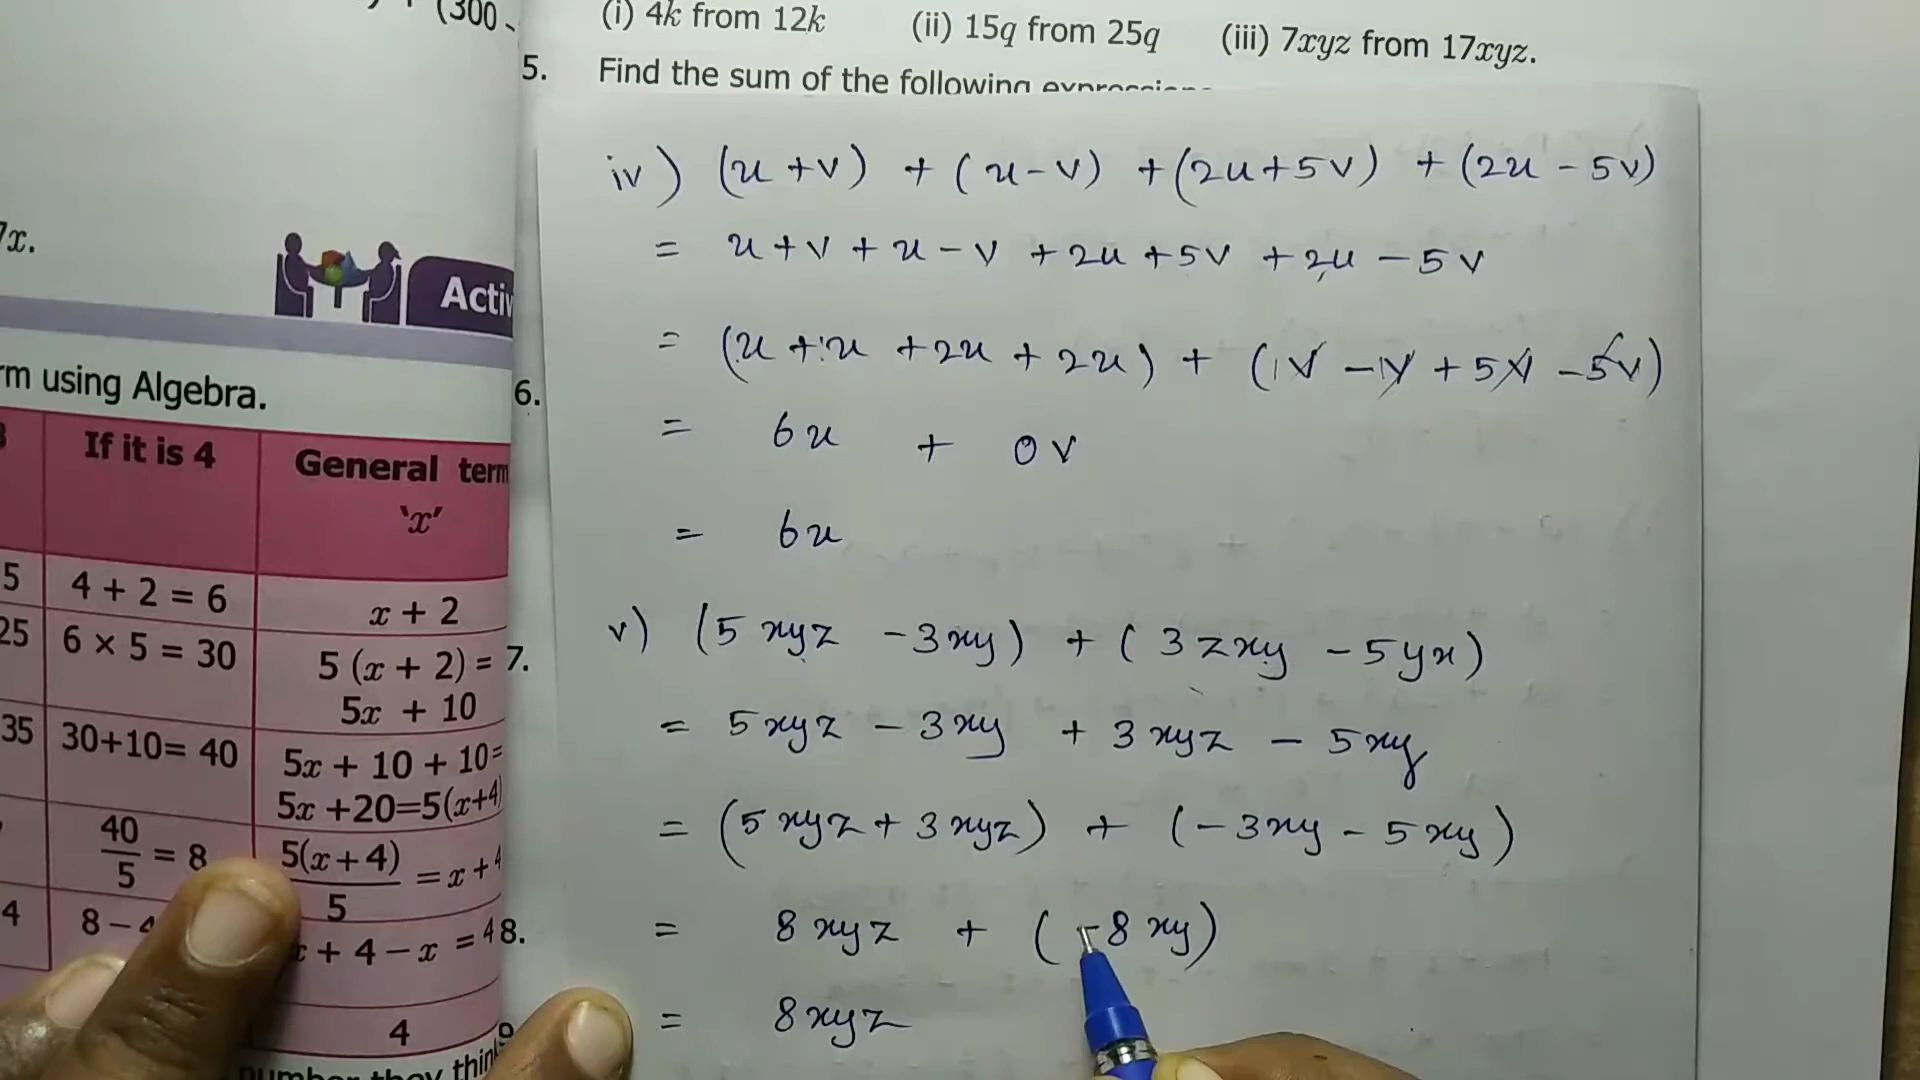 (300 -
(i) 4k from 12k (ii) 15q from 25q (iii) 7xyz from 17xyz.
5. Find the sum of the following
iv) (u + v) + (u - v) + (2u + 5v) + (2u - 5v)
= u + v + u - v + 2u + 5v + 2u - 5v
= (u + u + 2u + 2u) + (1v - 1v + 5v - 5v)
= 6u + 0v
= 6u
v) (5xyz - 3xy) + (3zxy - 5yx)
= 5xyz - 3xy + 3xyz - 5xy
= (5xyz + 3xyz) + (-3xy - 5xy)
= 8xyz + (-8xy)
= 8xyz
7x.
using Algebra.
If it is 4 General term 'x'
5 4 + 2 = 6 x + 2
25 6 × 5 = 30 5 (x + 2) =
5x + 10
35 30+10= 40 5x + 10 + 10=
5x +20=5(x+4)
40/5 = 8 5(x+4)/5 = x + 4
4 8 - 4 x + 4 - x = 4
4
number they
6.
7.
8.